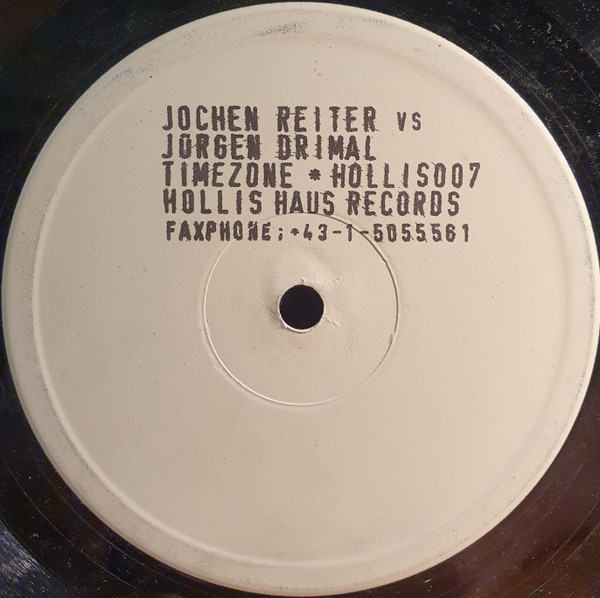 JOCHEN REITER VS
JÜRGEN DRIMAL
TIMEZONE * HOLLIS007
HOLLIS HAUS RECORDS
FAXPHONE:+43-1-5055561